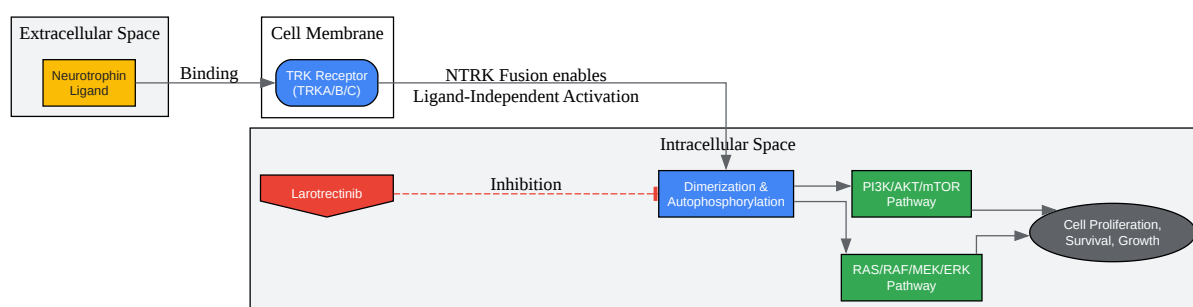 Extracellular Space
Neurotrophin
Ligand
Binding
Cell Membrane
TRK Receptor
(TRKA/B/C)
NTRK Fusion enables
Ligand-Independent Activation
Intracellular Space
Larotrectinib
Inhibition
Dimerization &
Autophosphorylation
PI3K/AKT/mTOR
Pathway
RAS/RAF/MEK/ERK
Pathway
Cell Proliferation,
Survival, Growth